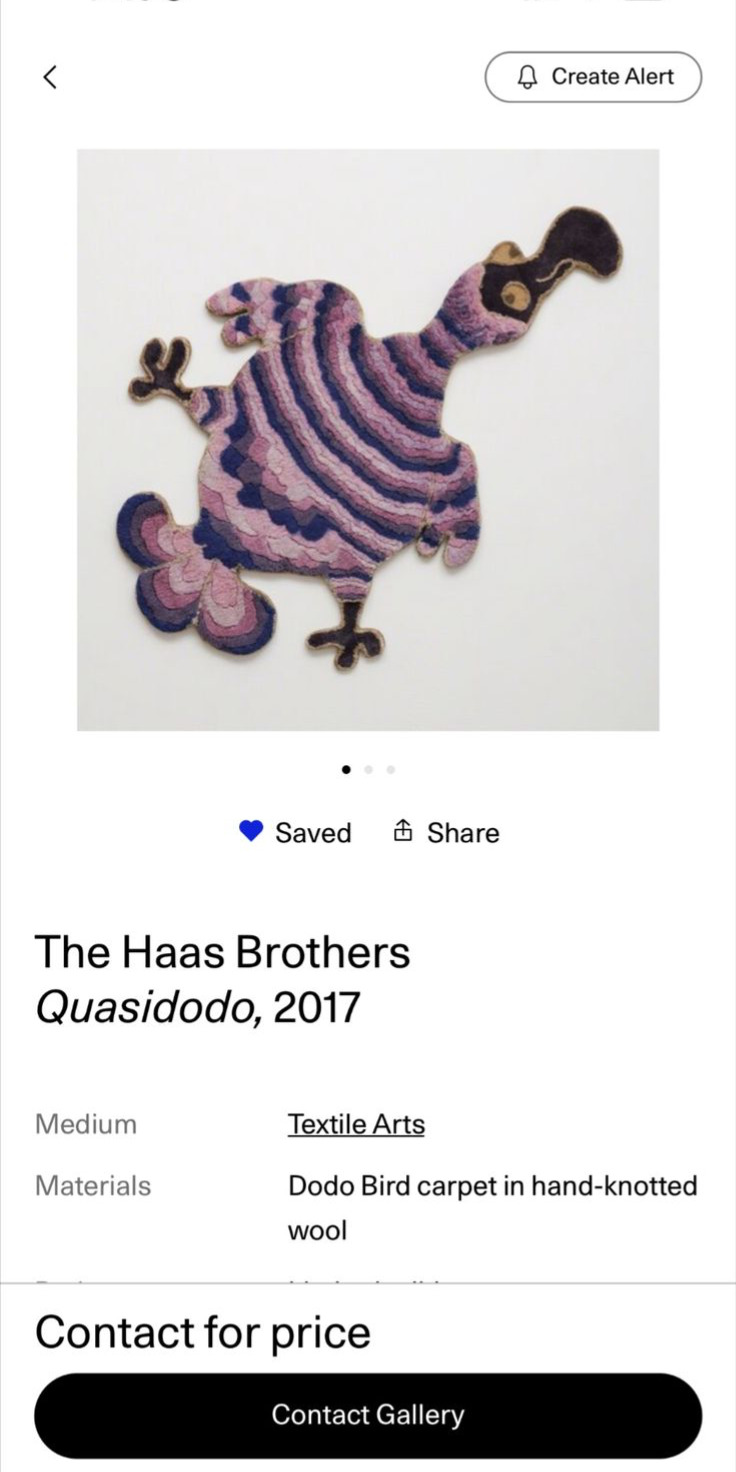 Create Alert
Saved
Share
The Haas Brothers
Quasidodo, 2017
Medium
Textile Arts
Materials
Dodo Bird carpet in hand-knotted
wool
Contact for price
Contact Gallery